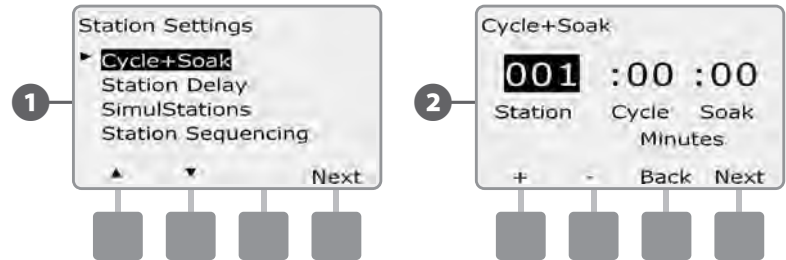 1
Station Settings
► Cycle+Soak
Station Delay
SimulStations
Station Sequencing
▲ ▼ Next
2
Cycle+Soak
001 :00 :00
Station Cycle Soak
Minutes
+ - Back Next